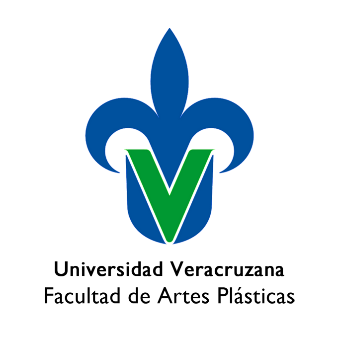 Universidad Veracruzana
Facultad de Artes Plásticas